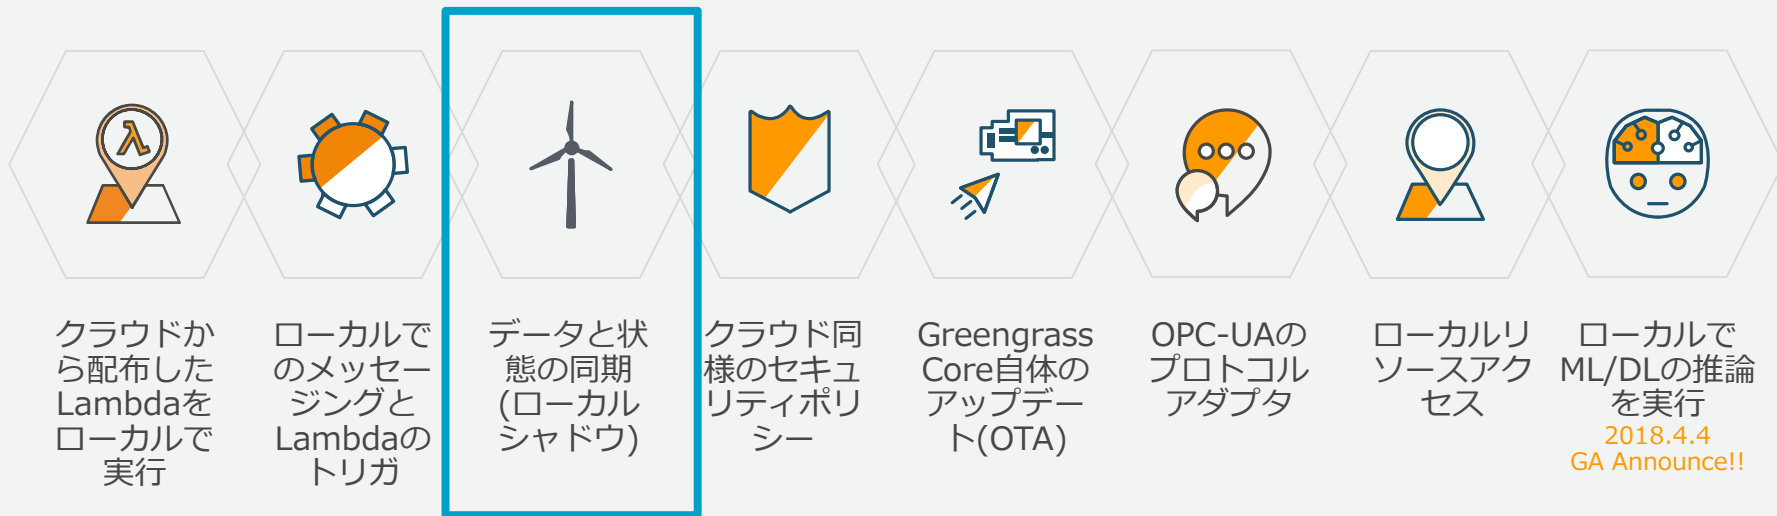 クラウドか
ら配布した
Lambdaを
ローカルで
実行
ローカルで
のメッセー
ジングと
Lambdaの
トリガ
データと状
態の同期
(ローカル
シャドウ)
クラウド同
様のセキュ
リティポリ
シー
Greengrass
Core自体の
アップデー
ト(OTA)
OPC-UAの
プロトコル
アダプタ
ローカルリ
ソースアク
セス
ローカルで
ML/DLの推論
を実行
2018.4.4
GA Announce!!